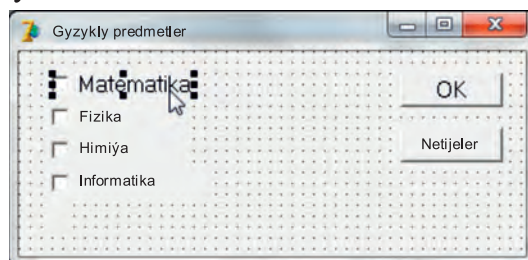 Gyzykly predmetler
Matematika
OK
Fizika
Himiýa
Netijeler
Informatika